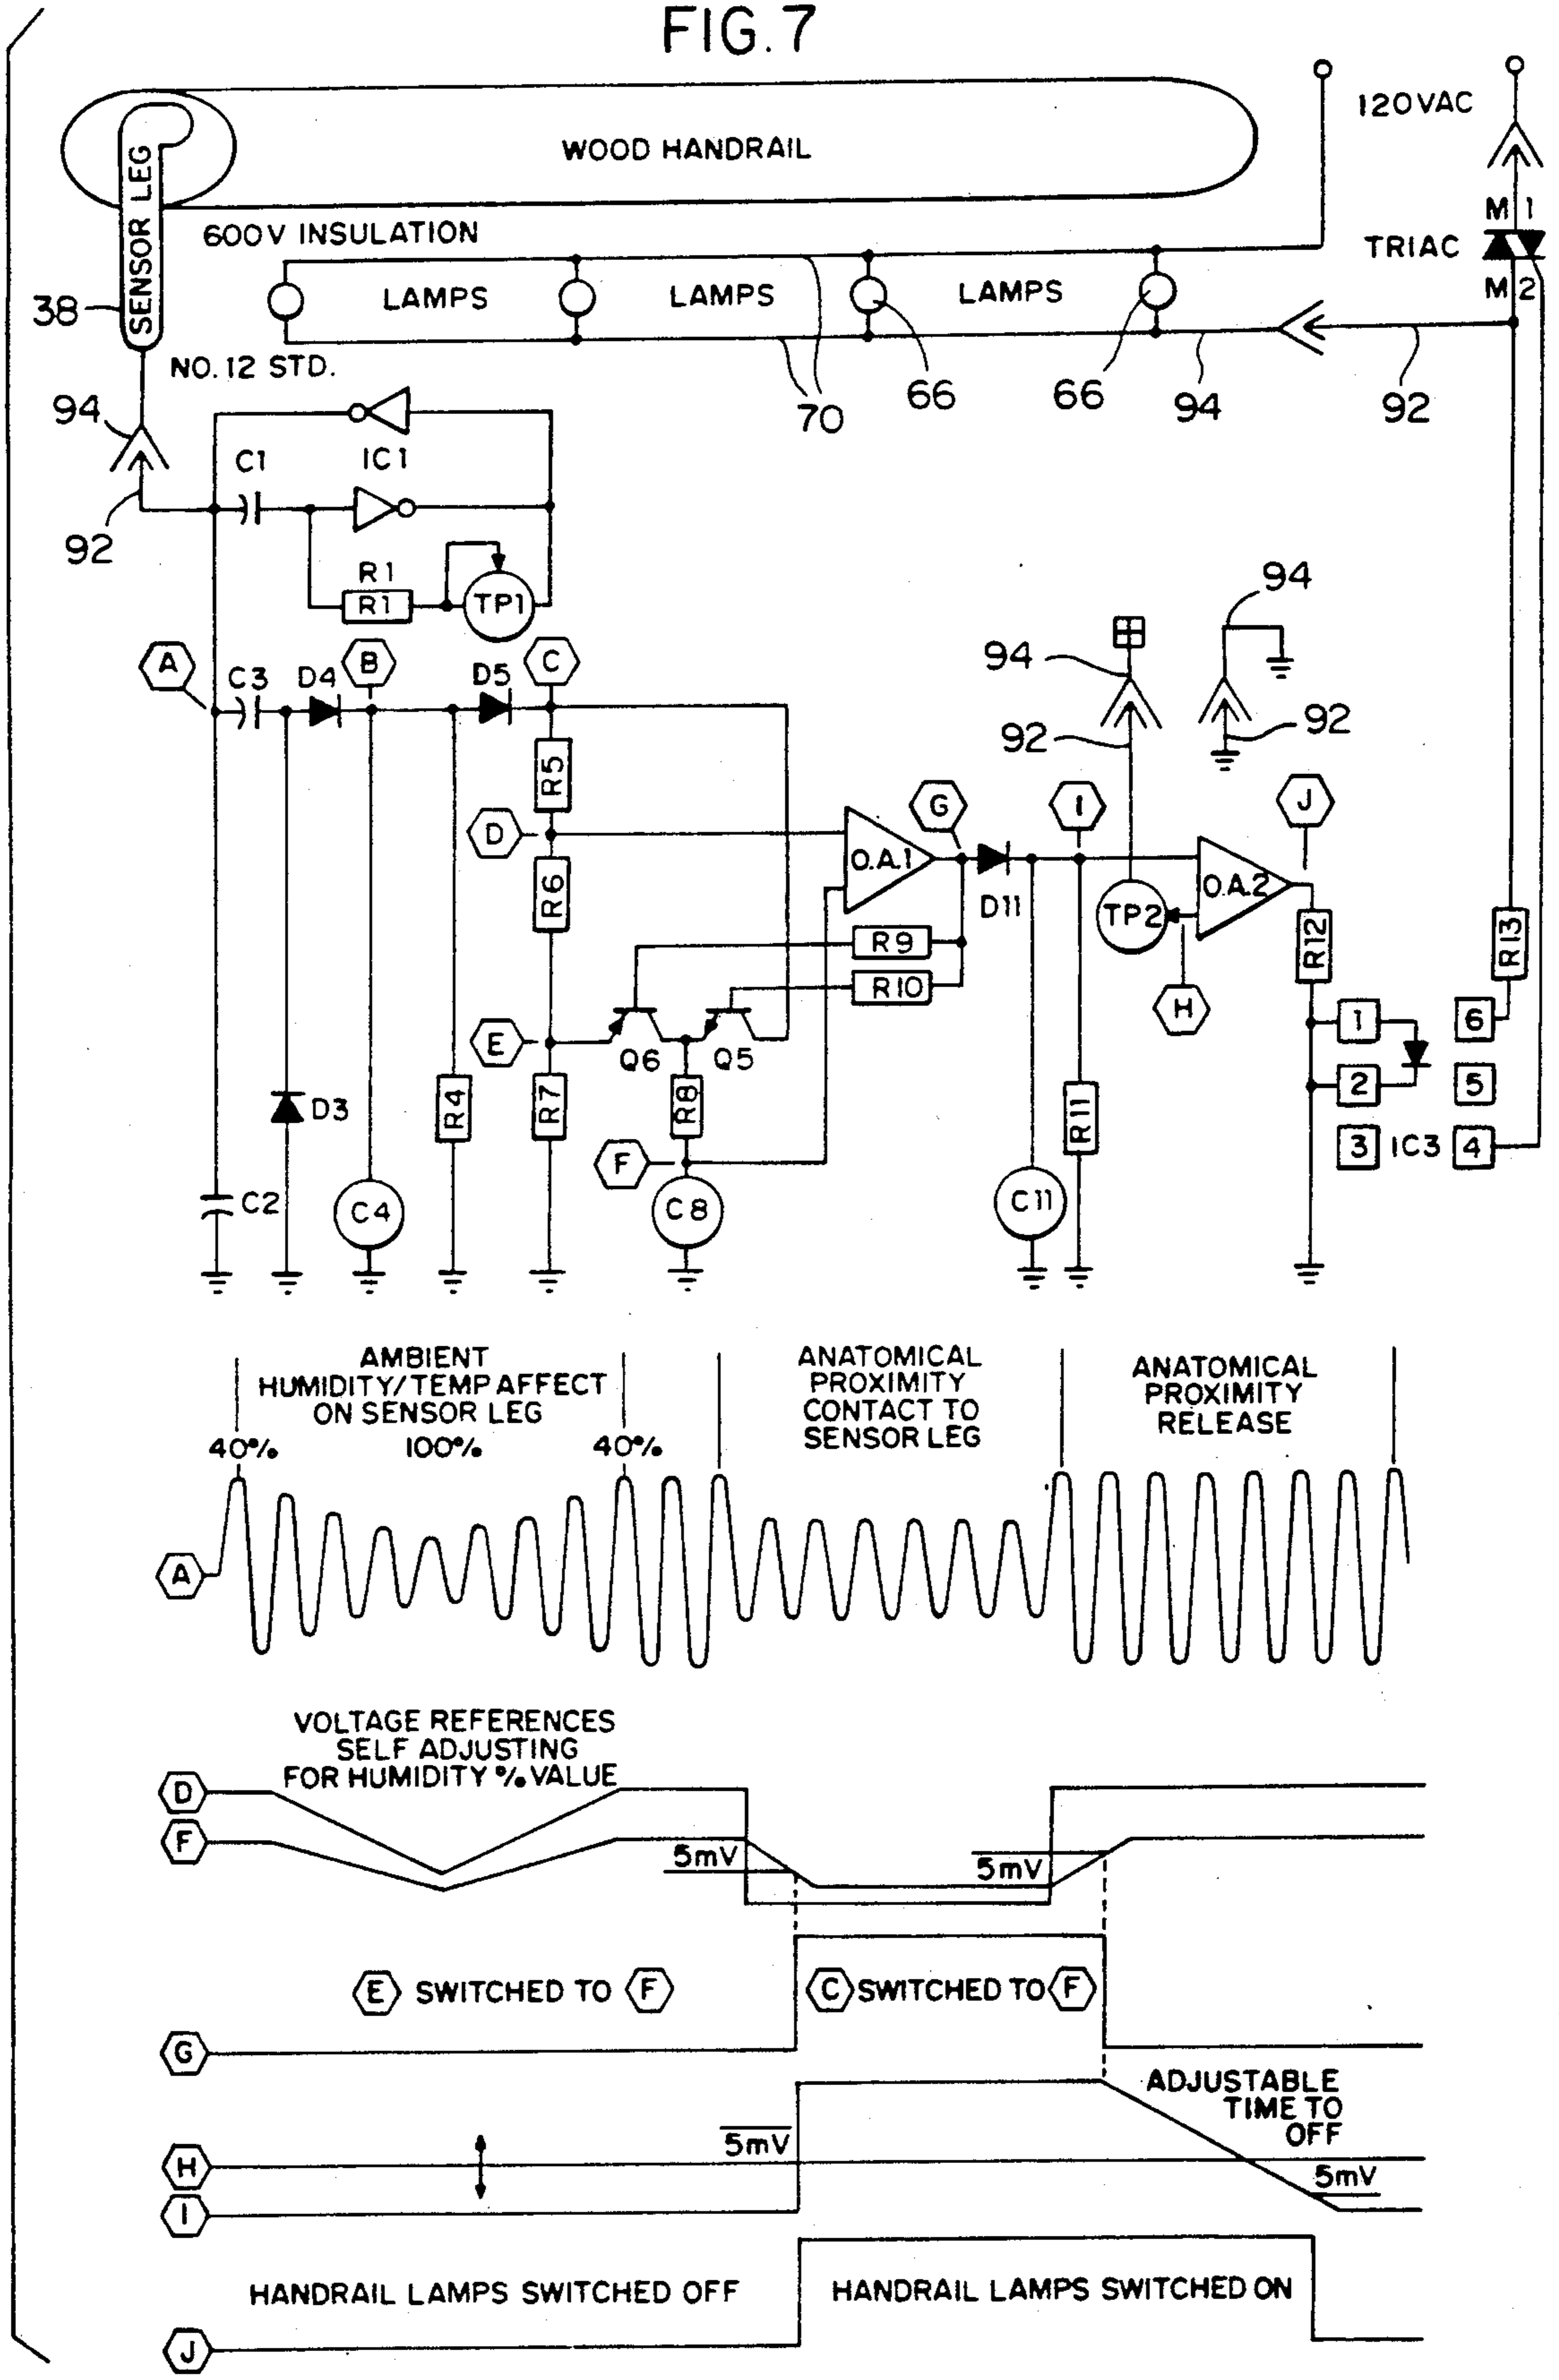 FIG. 7
120VAC
WOOD HANDRAIL
SENSOR LEG
M 1
600V INSULATION
TRIAC
LAMPS
LAMPS
LAMPS
M 2
38
NO. 12 STD.
94
66
66
70
94
92
C1
IC1
92
R1
R1
TP1
94
94
A
C3
D4
B
D5
C
92
92
R5
D
G
I
J
O.A.1
O.A.2
R6
D11
TP2
R12
R13
R9
R10
H
E
Q6
Q5
1
6
D3
R4
R7
R8
R11
2
5
F
3
IC3
4
C2
C4
C8
C11
AMBIENT
HUMIDITY/TEMP AFFECT
ON SENSOR LEG
40%
100%
40%
ANATOMICAL
PROXIMITY
CONTACT TO
SENSOR LEG
ANATOMICAL
PROXIMITY
RELEASE
A
VOLTAGE REFERENCES
SELF ADJUSTING
FOR HUMIDITY % VALUE
D
F
5mV
5mV
E SWITCHED TO F
C SWITCHED TO F
G
ADJUSTABLE
TIME TO
OFF
5mV
H
5mV
I
HANDRAIL LAMPS SWITCHED OFF
HANDRAIL LAMPS SWITCHED ON
J